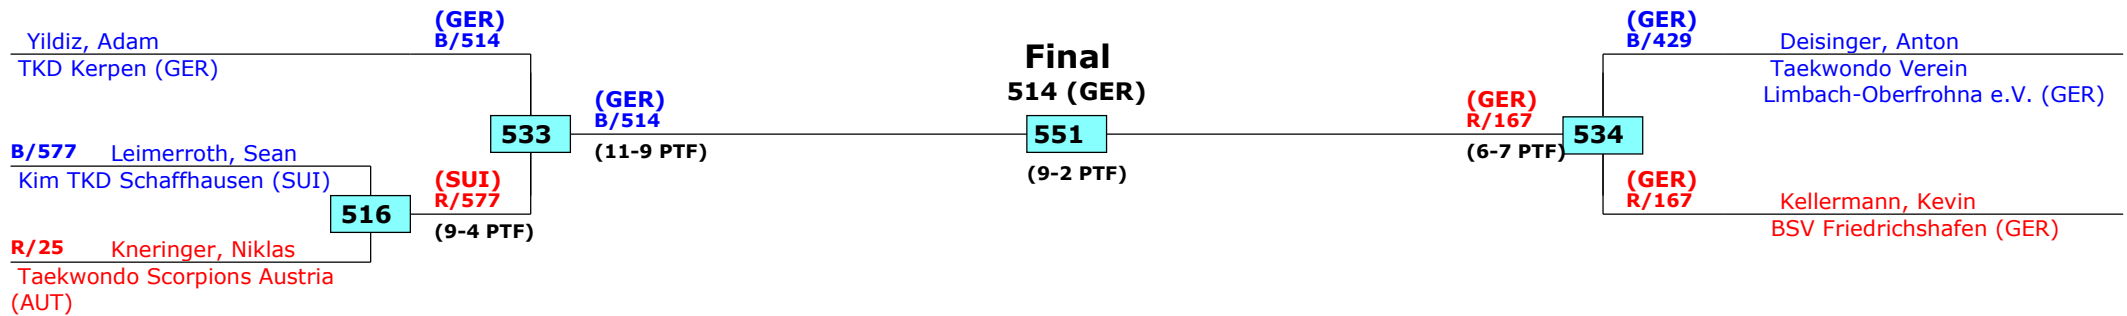 (GER)
B/514
Yildiz, Adam
TKD Kerpen (GER)
B/577 Leimerroth, Sean
Kim TKD Schaffhausen (SUI)
516
(SUI)
R/577
(9-4 PTF)
R/25 Kneringer, Niklas
Taekwondo Scorpions Austria
(AUT)
533
(GER)
B/514
(11-9 PTF)
Final
514 (GER)
551
(9-2 PTF)
(GER)
R/167
(6-7 PTF)
534
(GER)
B/429
Deisinger, Anton
Taekwondo Verein
Limbach-Oberfrohna e.V. (GER)
(GER)
R/167
Kellermann, Kevin
BSV Friedrichshafen (GER)